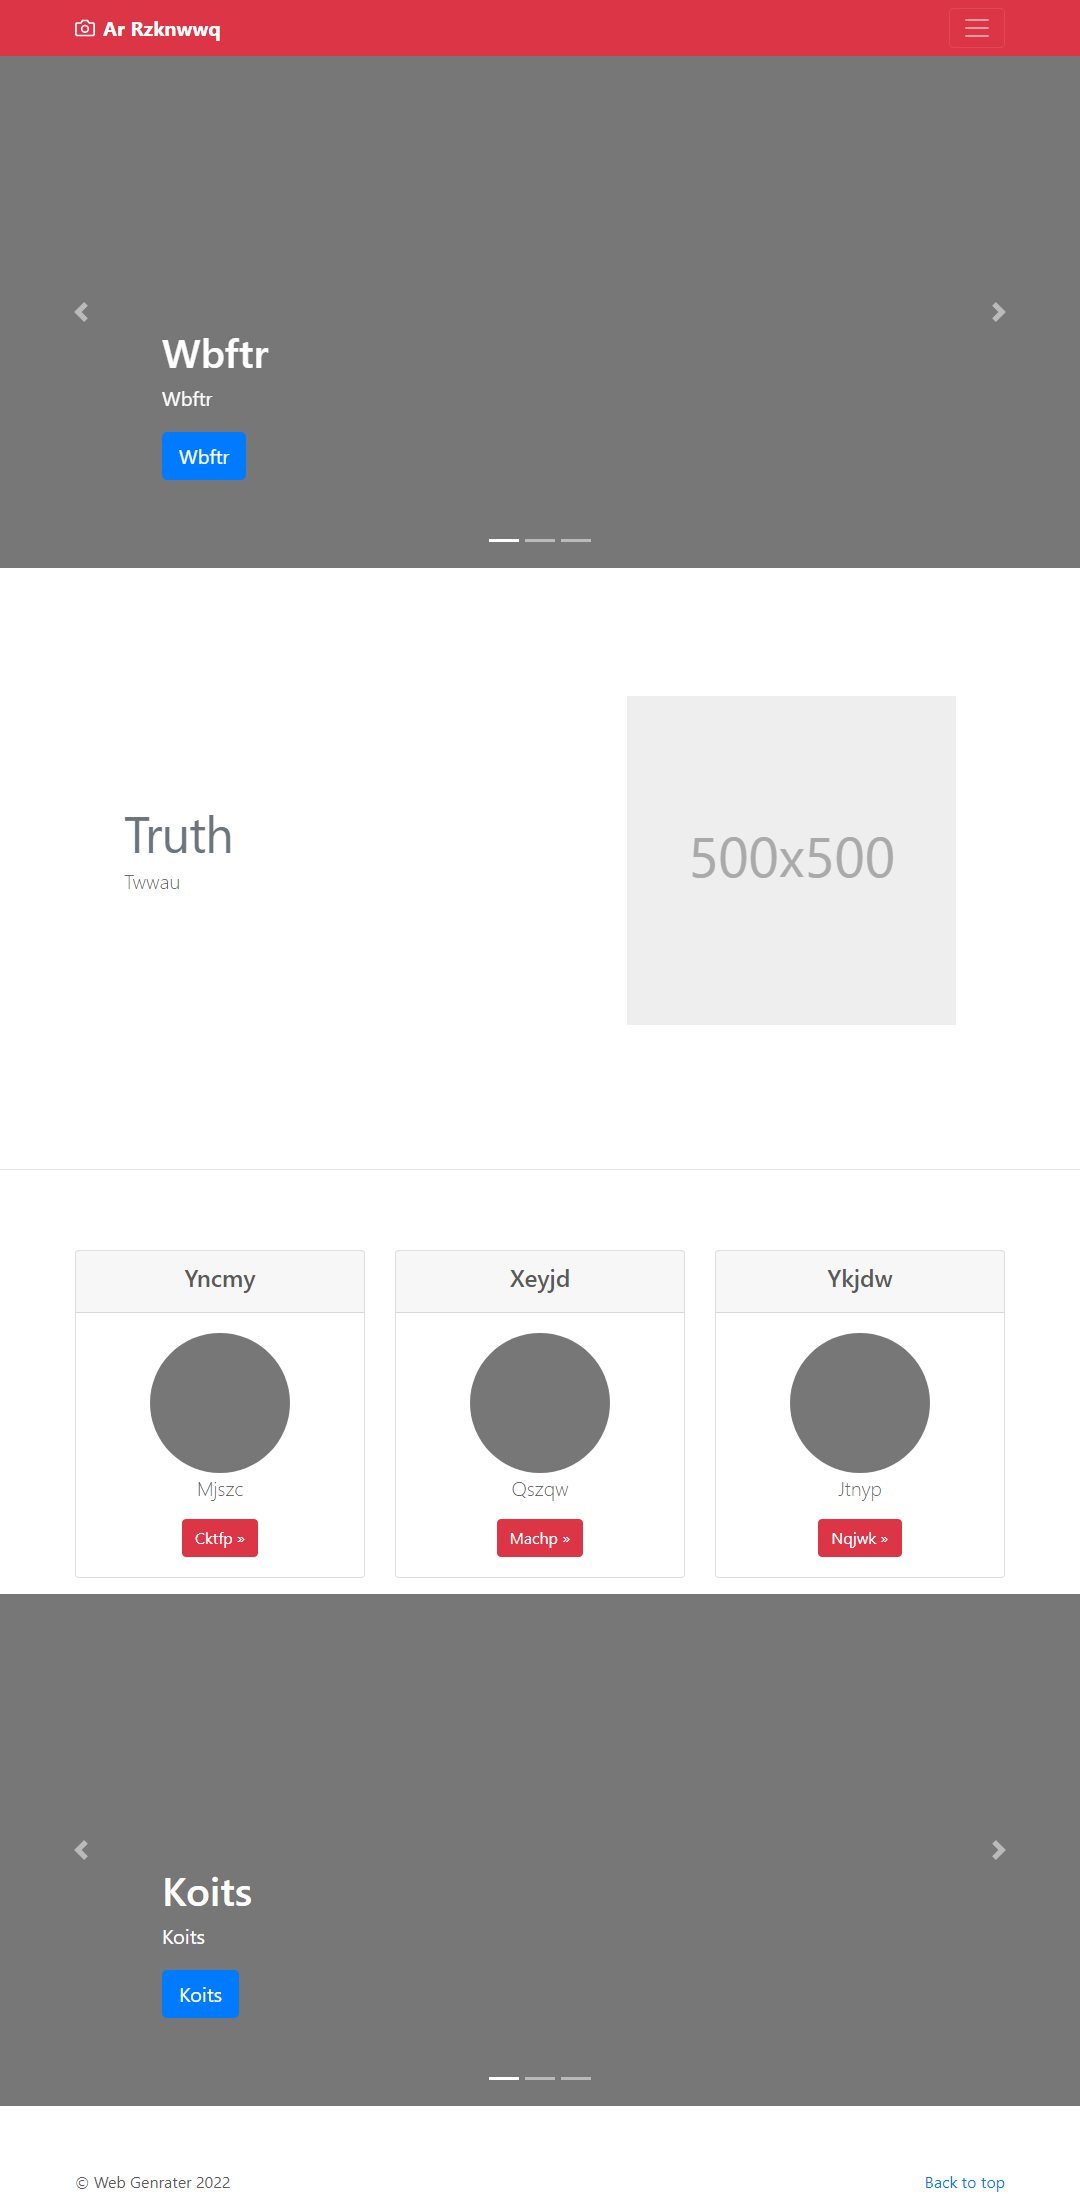 Ar Rzknwwq
Wbftr
Wbftr
Wbftr
Truth
Twwau
500x500
Yncmy
Xeyjd
Ykjdw
Mjszc
Qszqw
Jtnyp
Cktfp »
Machp »
Nqjwk »
Koits
Koits
Koits
© Web Genrater 2022
Back to top